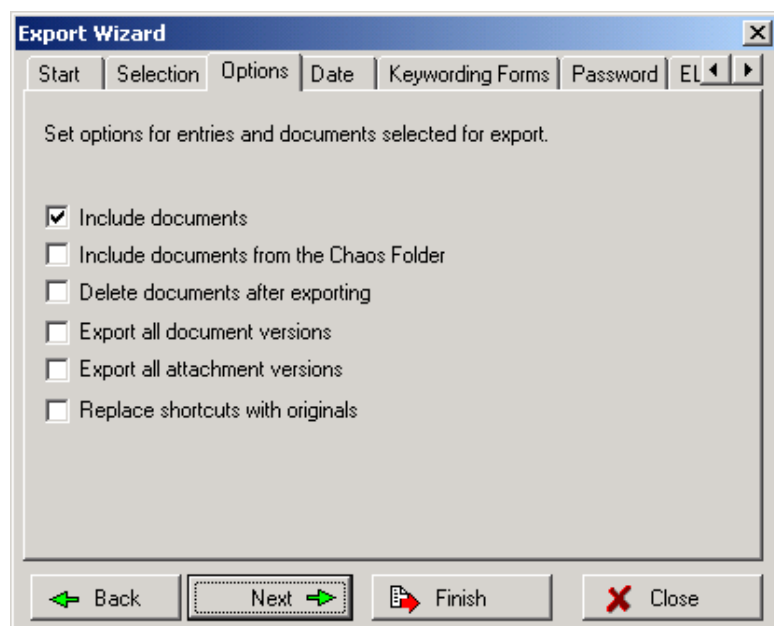 Export Wizard
Start Selection Options Date Keywording Forms Password EL
Set options for entries and documents selected for export.
Include documents
Include documents from the Chaos Folder
Delete documents after exporting
Export all document versions
Export all attachment versions
Replace shortcuts with originals
Back Next Finish Close